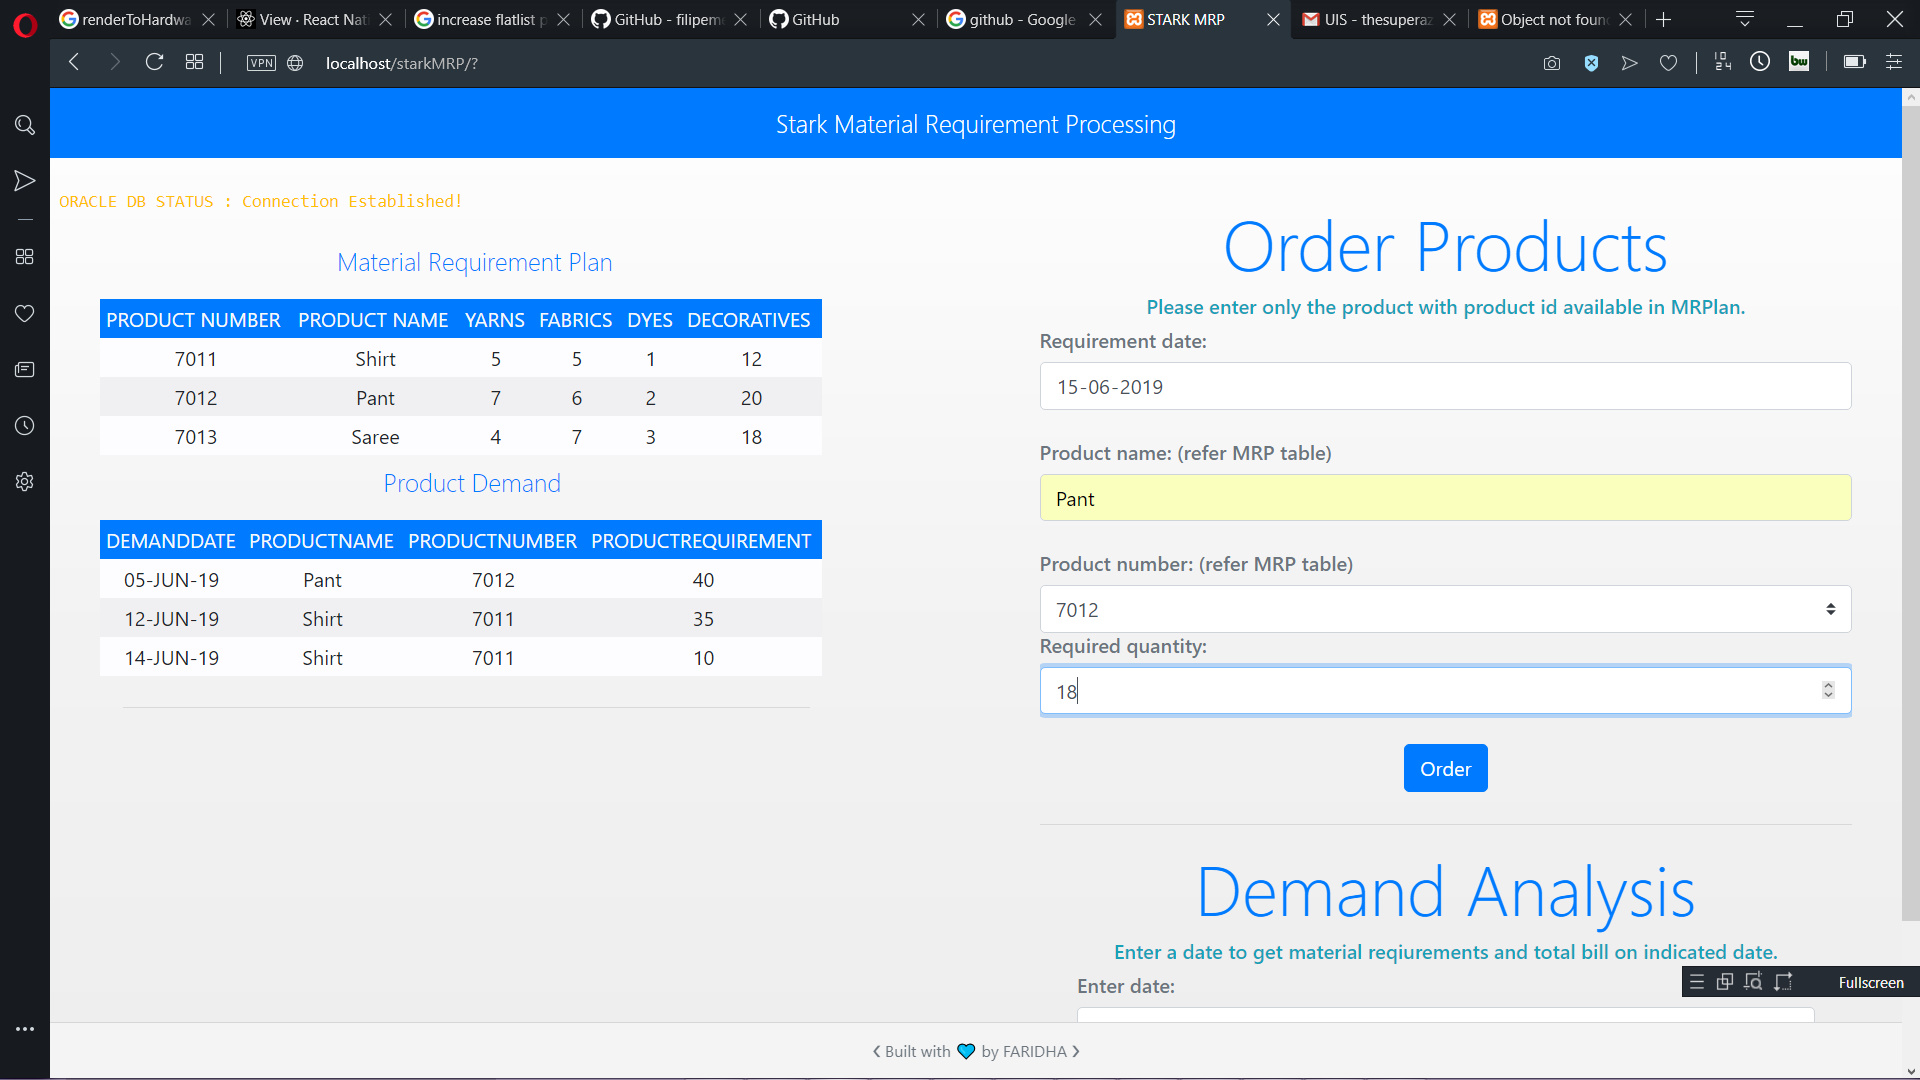 renderToHardwa
View · React Nati
increase flatlist p
GitHub - filipeme
GitHub
github - Google
STARK MRP
UIS - thesuperaz
Object not foun
VPN
localhost/starkMRP/?
10
24
bw
Stark Material Requirement Processing
ORACLE DB STATUS : Connection Established!
Material Requirement Plan
PRODUCT NUMBER PRODUCT NAME YARNS FABRICS DYES DECORATIVES
7011 Shirt 5 5 1 12
7012 Pant 7 6 2 20
7013 Saree 4 7 3 18
Product Demand
DEMANDDATE PRODUCTNAME PRODUCTNUMBER PRODUCTREQUIREMENT
05-JUN-19 Pant 7012 40
12-JUN-19 Shirt 7011 35
14-JUN-19 Shirt 7011 10
Order Products
Please enter only the product with product id available in MRPlan.
Requirement date:
15-06-2019
Product name: (refer MRP table)
Pant
Product number: (refer MRP table)
7012
Required quantity:
18
Order
Demand Analysis
Enter a date to get material reqiurements and total bill on indicated date.
Enter date:
Fullscreen
❮ Built with 💙 by FARIDHA ❯